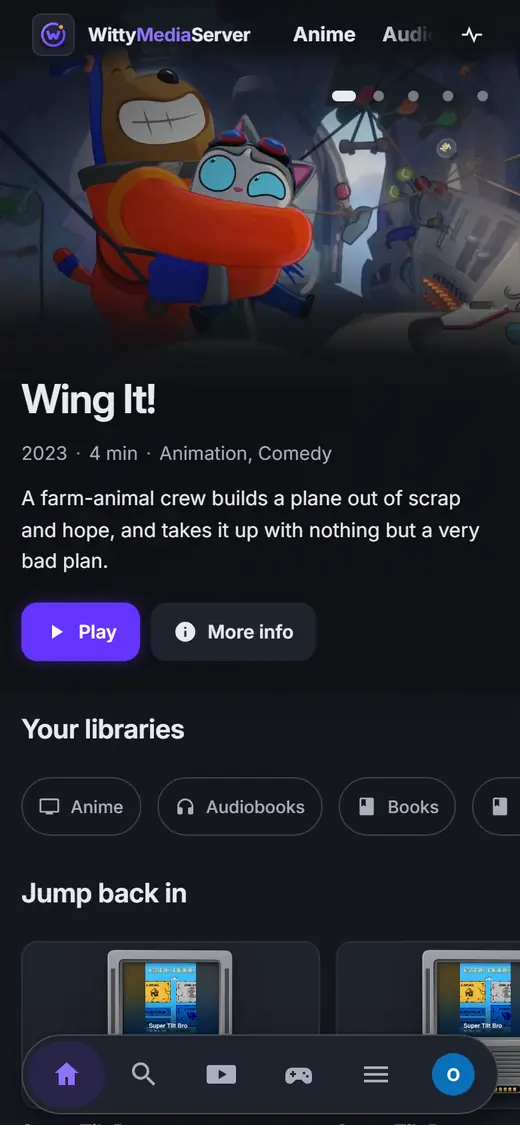 WittyMediaServer
Anime
Wing It!
2023 · 4 min · Animation, Comedy
A farm-animal crew builds a plane out of scrap
and hope, and takes it up with nothing but a very
bad plan.
Play
More info
Your libraries
Anime
Audiobooks
Books
Jump back in
Super Tilt Bro
Super Tilt Bro
O